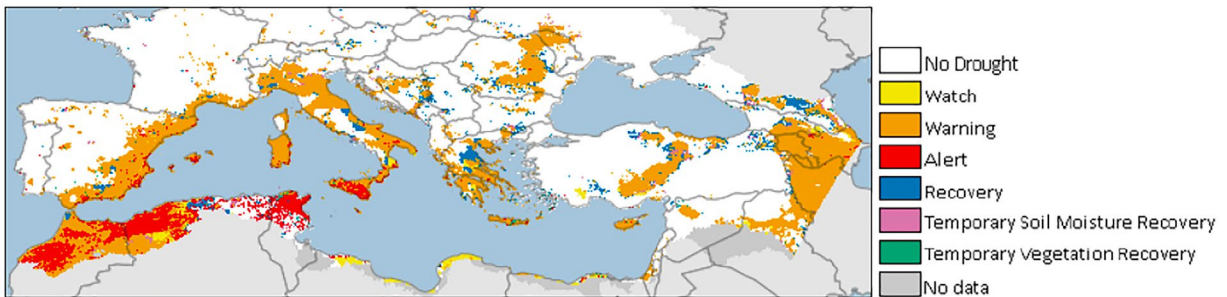 No Drought
Watch
Warning
Alert
Recovery
Temporary Soil Moisture Recovery
Temporary Vegetation Recovery
No data